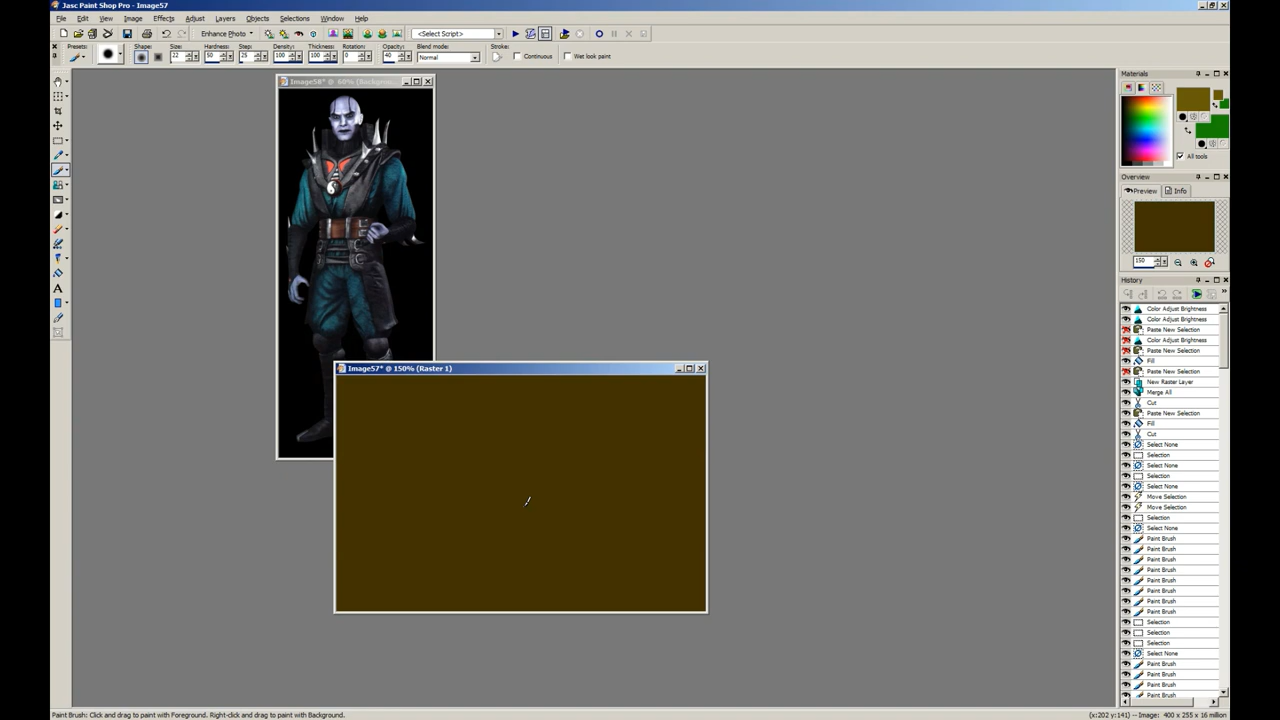 Jasc Paint Shop Pro - Image57
File Edit View Image Effects Adjust Layers Objects Selections Window Help
Enhance Photo <Select Script>
Presets: Shape: Size: Hardness: Step: Density: Thickness: Rotation: Opacity: Blend mode: Stroke:
22 50 25 100 100 0 40 Normal Continuous Wet look paint
Materials
All tools
Overview
Preview Info
150
History
Color Adjust Brightness
Color Adjust Brightness
Paste New Selection
Color Adjust Brightness
Paste New Selection
Fill
Paste New Selection
New Raster Layer
Merge All
Cut
Paste New Selection
Fill
Cut
Select None
Selection
Select None
Selection
Select None
Move Selection
Move Selection
Selection
Select None
Paint Brush
Paint Brush
Paint Brush
Paint Brush
Paint Brush
Paint Brush
Paint Brush
Paint Brush
Selection
Selection
Selection
Select None
Paint Brush
Paint Brush
Paint Brush
Paint Brush
Image57* @ 150% (Raster 1)
Paint Brush: Click and drag to paint with Foreground. Right-click and drag to paint with Background.
(x:202 y:141) -- Image: 400 x 255 x 16 million